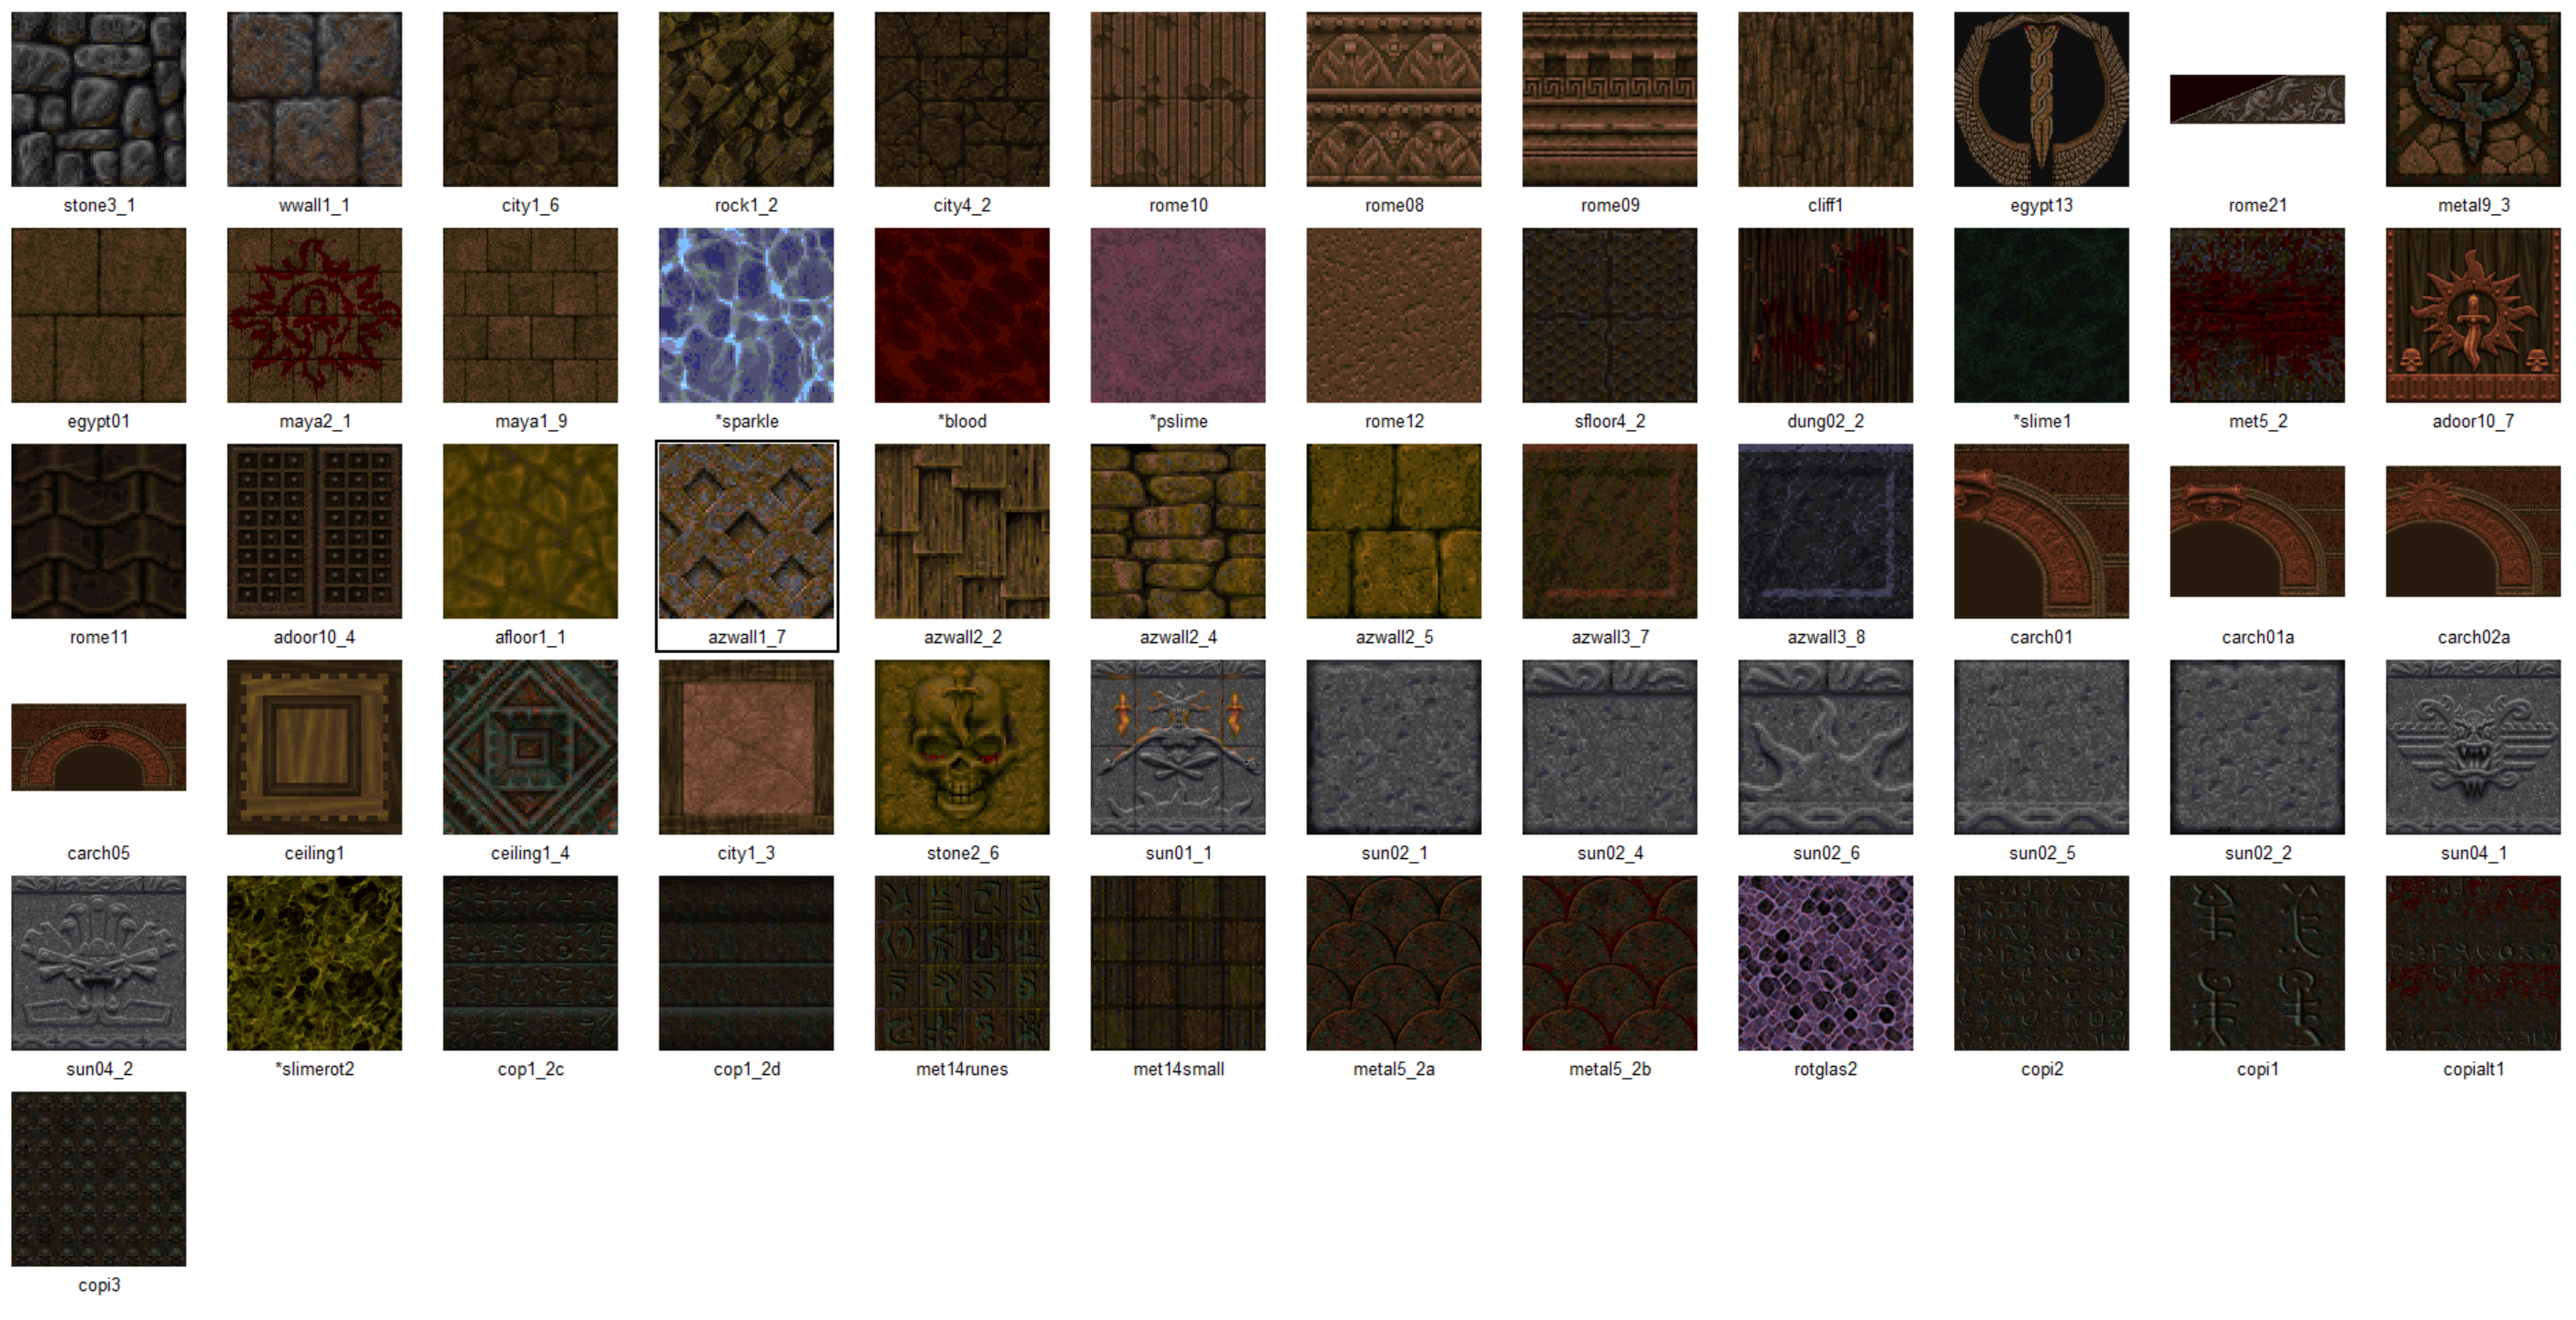 stone3_1 wwall1_1 city1_6 rock1_2 city4_2 rome10 rome08 rome09 cliff1 egypt13 rome21 metal9_3
egypt01 maya2_1 maya1_9 *sparkle *blood *pslime rome12 sfloor4_2 dung02_2 *slime1 met5_2 adoor10_7
rome11 adoor10_4 afloor1_1 azwall1_7 azwall2_2 azwall2_4 azwall2_5 azwall3_7 azwall3_8 carch01 carch01a carch02a
carch05 ceiling1 ceiling1_4 city1_3 stone2_6 sun01_1 sun02_1 sun02_4 sun02_6 sun02_5 sun02_2 sun04_1
sun04_2 *slimerot2 cop1_2c cop1_2d met14runes met14small metal5_2a metal5_2b rotglas2 copi2 copi1 copialt1
copi3